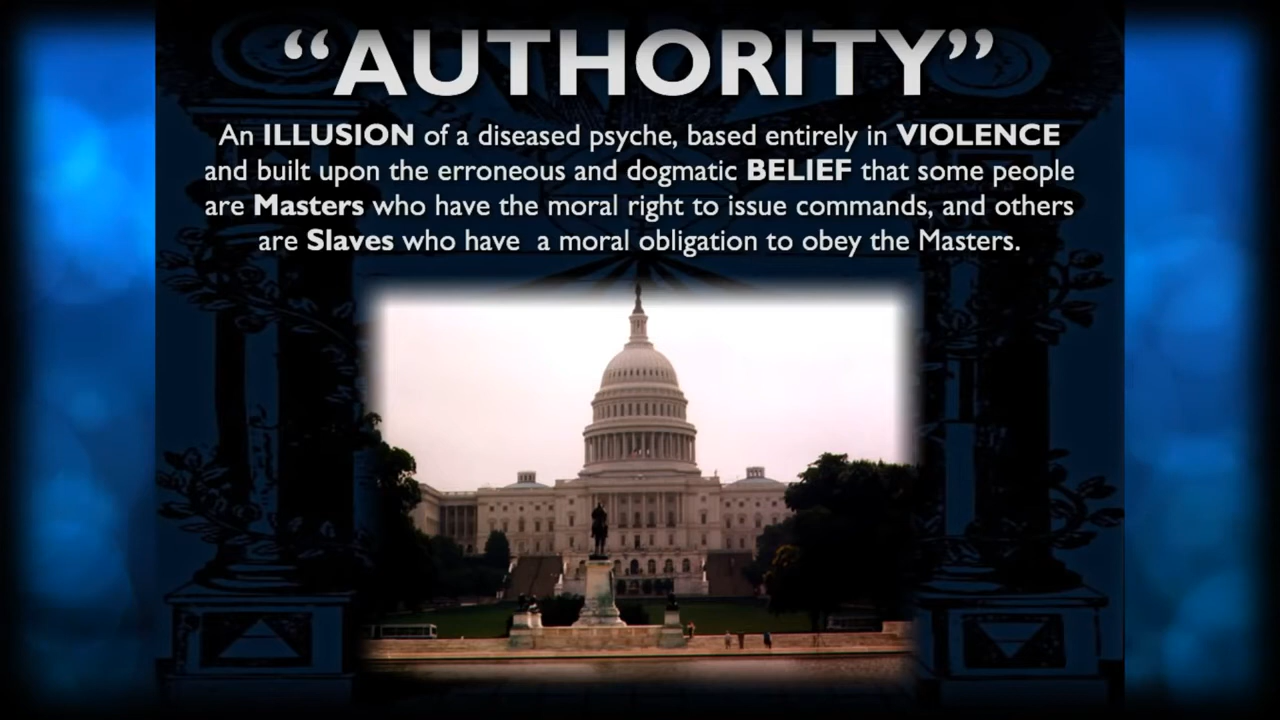 “AUTHORITY”
An ILLUSION of a diseased psyche, based entirely in VIOLENCE
and built upon the erroneous and dogmatic BELIEF that some people
are Masters who have the moral right to issue commands, and others
are Slaves who have  a moral obligation to obey the Masters.